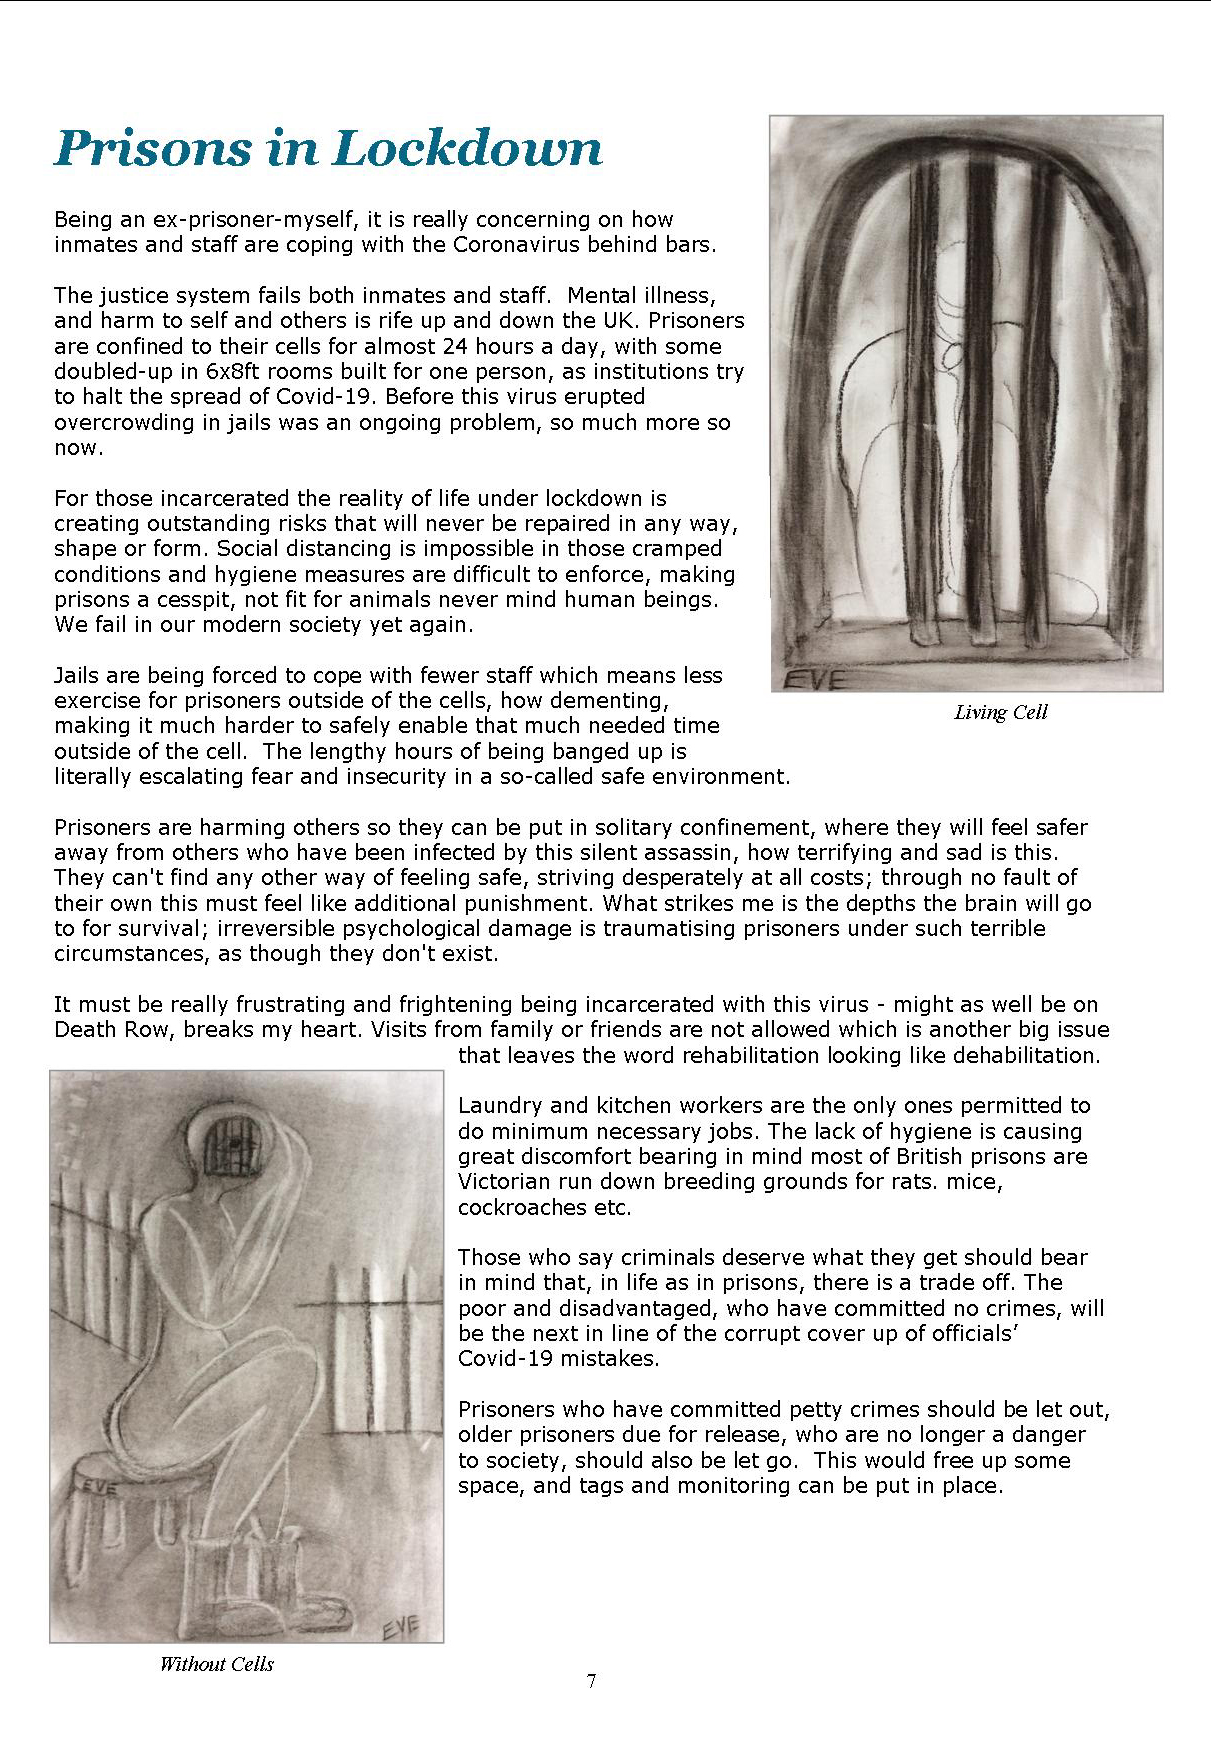 Prisons in Lockdown
Being an ex-prisoner-myself, it is really concerning on how
inmates and staff are coping with the Coronavirus behind bars.
The justice system fails both inmates and staff.  Mental illness,
and harm to self and others is rife up and down the UK. Prisoners
are confined to their cells for almost 24 hours a day, with some
doubled-up in 6x8ft rooms built for one person, as institutions try
to halt the spread of Covid-19. Before this virus erupted
overcrowding in jails was an ongoing problem, so much more so
now.
For those incarcerated the reality of life under lockdown is
creating outstanding risks that will never be repaired in any way,
shape or form. Social distancing is impossible in those cramped
conditions and hygiene measures are difficult to enforce, making
prisons a cesspit, not fit for animals never mind human beings.
We fail in our modern society yet again.
EVE
Living Cell
Jails are being forced to cope with fewer staff which means less
exercise for prisoners outside of the cells, how dementing,
making it much harder to safely enable that much needed time
outside of the cell.  The lengthy hours of being banged up is
literally escalating fear and insecurity in a so-called safe environment.
Prisoners are harming others so they can be put in solitary confinement, where they will feel safer
away from others who have been infected by this silent assassin, how terrifying and sad is this.
They can't find any other way of feeling safe, striving desperately at all costs; through no fault of
their own this must feel like additional punishment. What strikes me is the depths the brain will go
to for survival; irreversible psychological damage is traumatising prisoners under such terrible
circumstances, as though they don't exist.
It must be really frustrating and frightening being incarcerated with this virus - might as well be on
Death Row, breaks my heart. Visits from family or friends are not allowed which is another big issue
that leaves the word rehabilitation looking like dehabilitation.
Laundry and kitchen workers are the only ones permitted to
do minimum necessary jobs. The lack of hygiene is causing
great discomfort bearing in mind most of British prisons are
Victorian run down breeding grounds for rats. mice,
cockroaches etc.
Those who say criminals deserve what they get should bear
in mind that, in life as in prisons, there is a trade off. The
poor and disadvantaged, who have committed no crimes, will
be the next in line of the corrupt cover up of officials’
Covid-19 mistakes.
Prisoners who have committed petty crimes should be let out,
older prisoners due for release, who are no longer a danger
to society, should also be let go.  This would free up some
space, and tags and monitoring can be put in place.
EVE
EVE
Without Cells
7